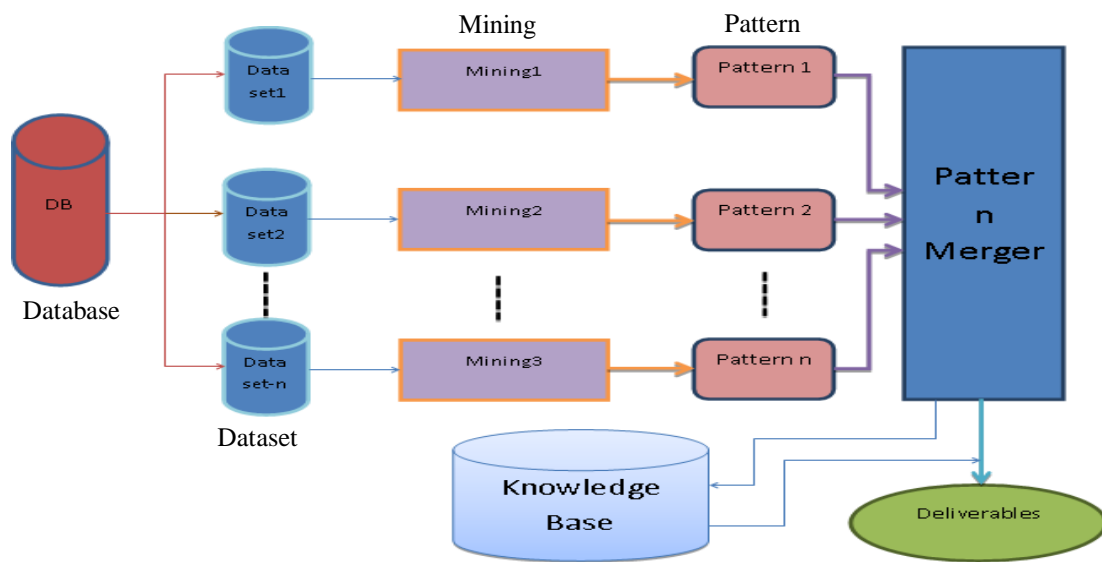 Mining
Pattern
Data
set1
Mining1
Pattern 1
DB
Data
set2
Mining2
Pattern 2
Patter
n
Merger
Database
Data
set-n
Mining3
Pattern n
Dataset
Knowledge
Base
Deliverables